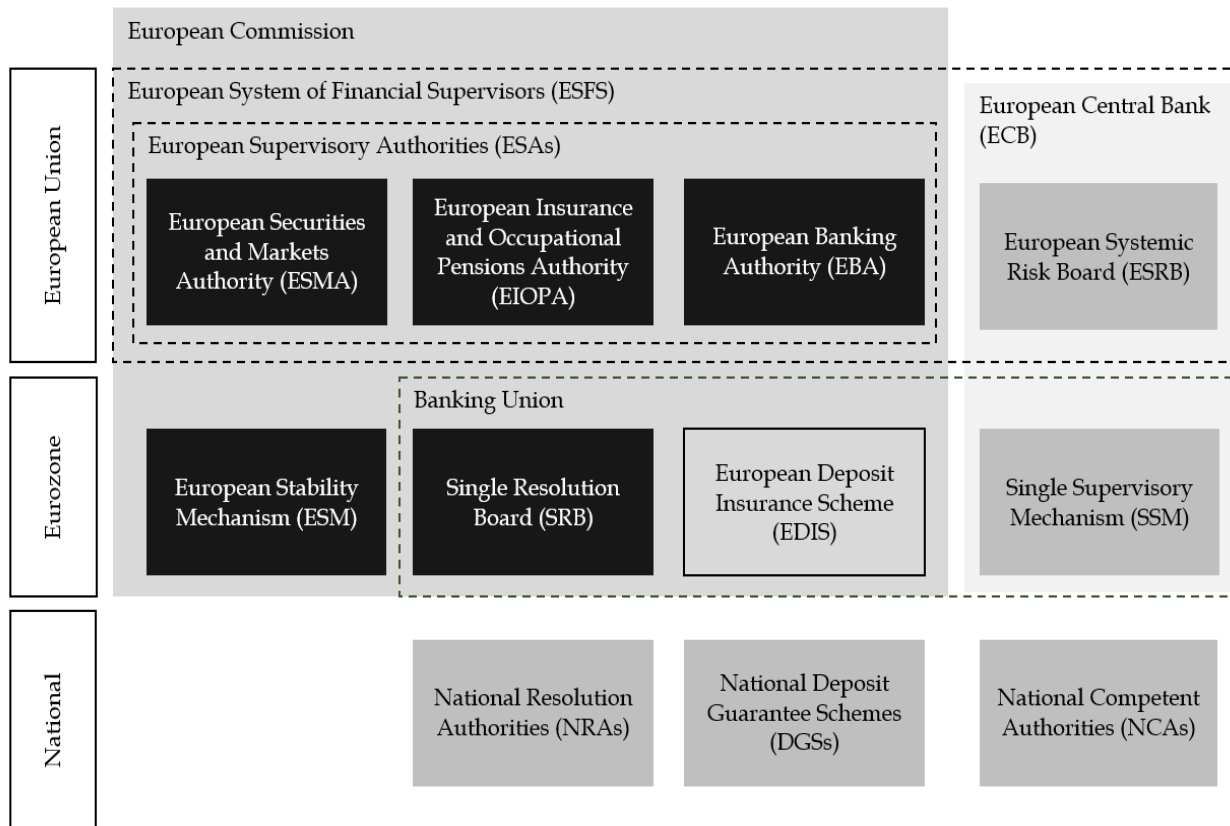 European Commission
European Union
European System of Financial Supervisors (ESFS)
European Supervisory Authorities (ESAs)
European Securities
and Markets
Authority (ESMA)
European Insurance
and Occupational
Pensions Authority
(EIOPA)
European Banking
Authority (EBA)
European Central Bank
(ECB)
European Systemic
Risk Board (ESRB)
Eurozone
Banking Union
European Stability
Mechanism (ESM)
Single Resolution
Board (SRB)
European Deposit
Insurance Scheme
(EDIS)
Single Supervisory
Mechanism (SSM)
National
National Resolution
Authorities (NRAs)
National Deposit
Guarantee Schemes
(DGSs)
National Competent
Authorities (NCAs)